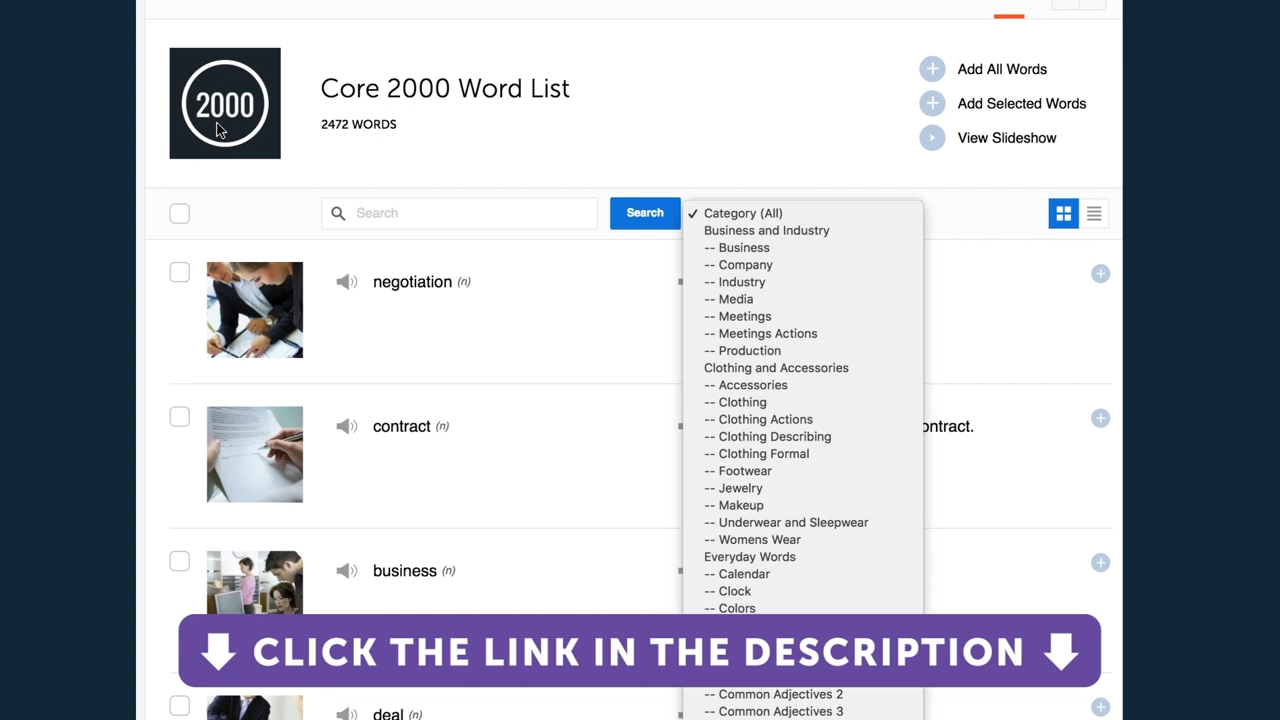 2000
Core 2000 Word List
2472 WORDS
Add All Words
Add Selected Words
View Slideshow
Search
Search
✓ Category (All)
Business and Industry
-- Business
-- Company
-- Industry
-- Media
-- Meetings
-- Meetings Actions
-- Production
Clothing and Accessories
-- Accessories
-- Clothing
-- Clothing Actions
-- Clothing Describing
-- Clothing Formal
-- Footwear
-- Jewelry
-- Makeup
-- Underwear and Sleepwear
-- Womens Wear
Everyday Words
-- Calendar
-- Clock
-- Colors
-- Common Adjectives 2
-- Common Adjectives 3
negotiation (n)
contract (n)
ontract.
business (n)
deal (n)
CLICK THE LINK IN THE DESCRIPTION